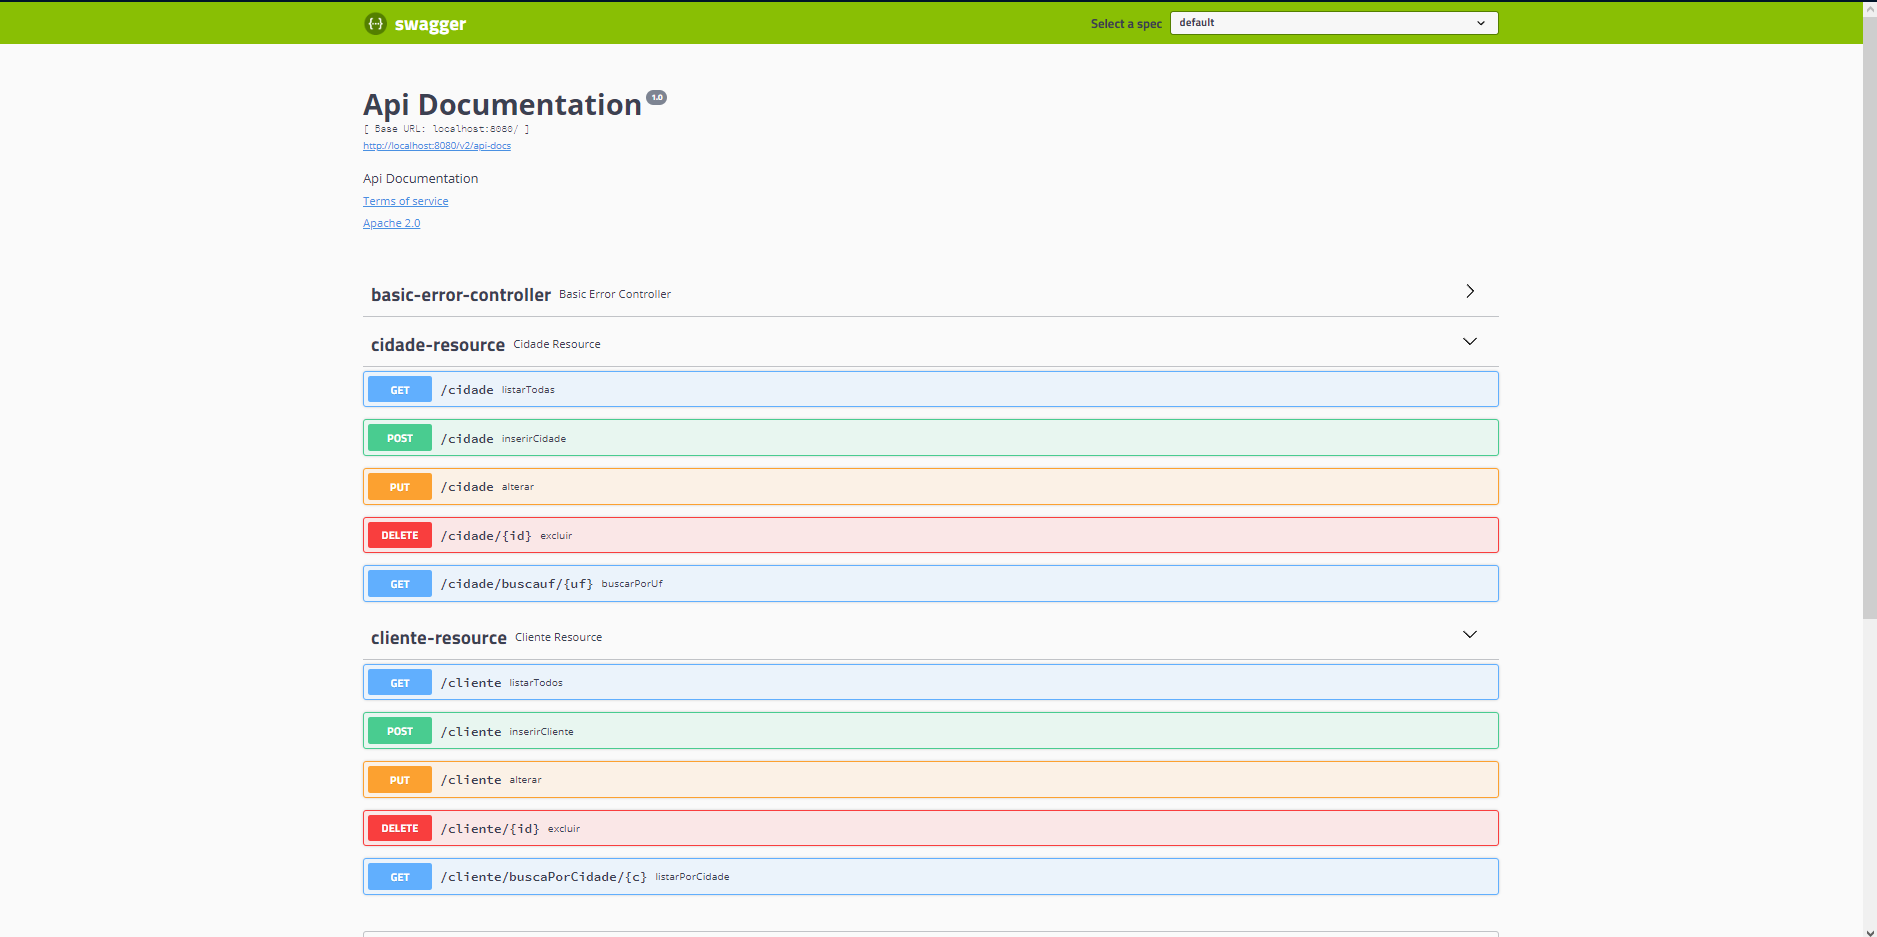 swagger
Select a spec default
Api Documentation 1.0
[ Base URL: localhost:8080/ ]
http://localhost:8080/v2/api-docs
Api Documentation
Terms of service
Apache 2.0
basic-error-controller Basic Error Controller
cidade-resource Cidade Resource
GET /cidade listarTodas
POST /cidade inserirCidade
PUT /cidade alterar
DELETE /cidade/{id} excluir
GET /cidade/buscauf/{uf} buscarPorUf
cliente-resource Cliente Resource
GET /cliente listarTodos
POST /cliente inserirCliente
PUT /cliente alterar
DELETE /cliente/{id} excluir
GET /cliente/buscaPorCidade/{c} listarPorCidade